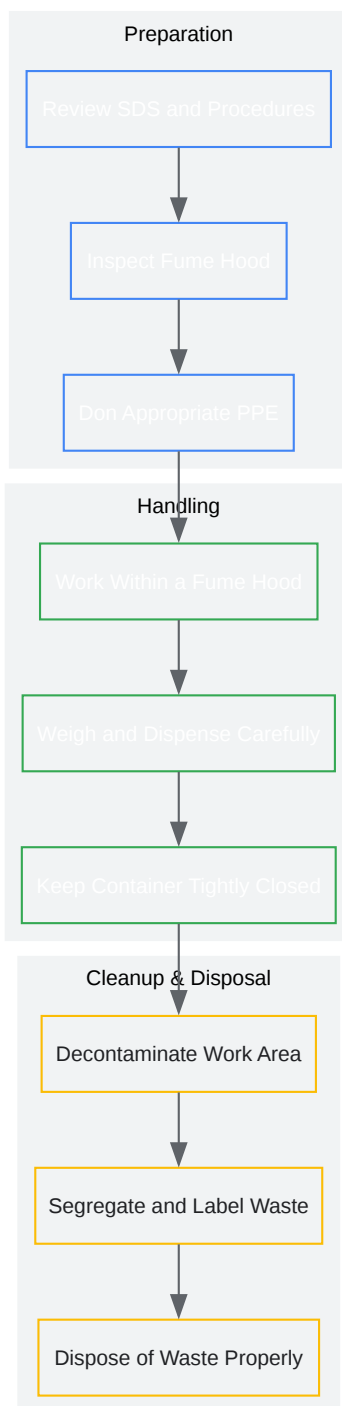 Preparation
Review SDS and Procedures
Inspect Fume Hood
Don Appropriate PPE
Handling
Work Within a Fume Hood
Weigh and Dispense Carefully
Keep Container Tightly Closed
Cleanup & Disposal
Decontaminate Work Area
Segregate and Label Waste
Dispose of Waste Properly